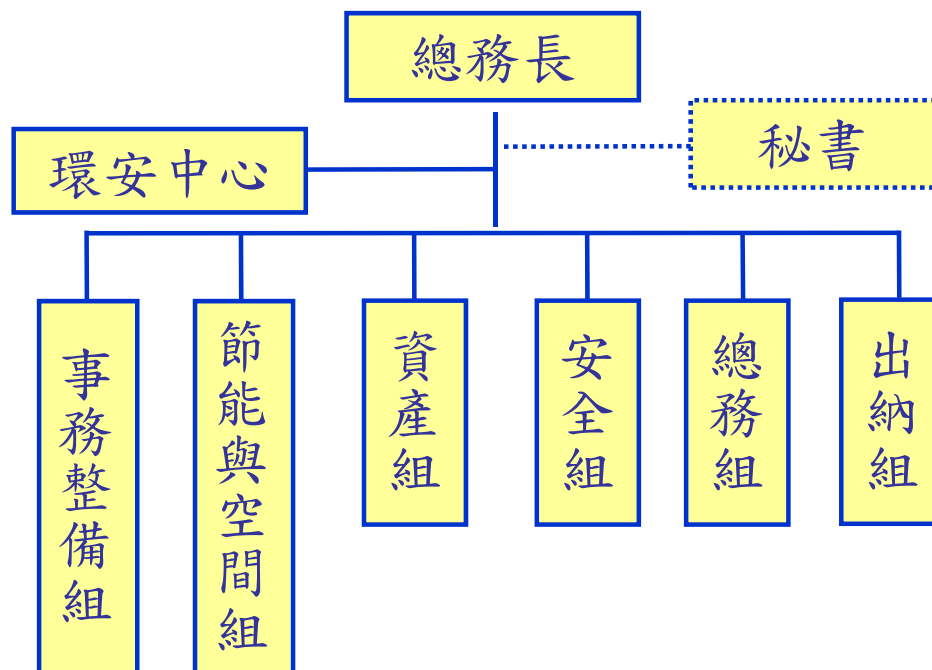 總務長
秘書
環安中心
事務整備組
節能與空間組
資產組
安全組
總務組
出納組